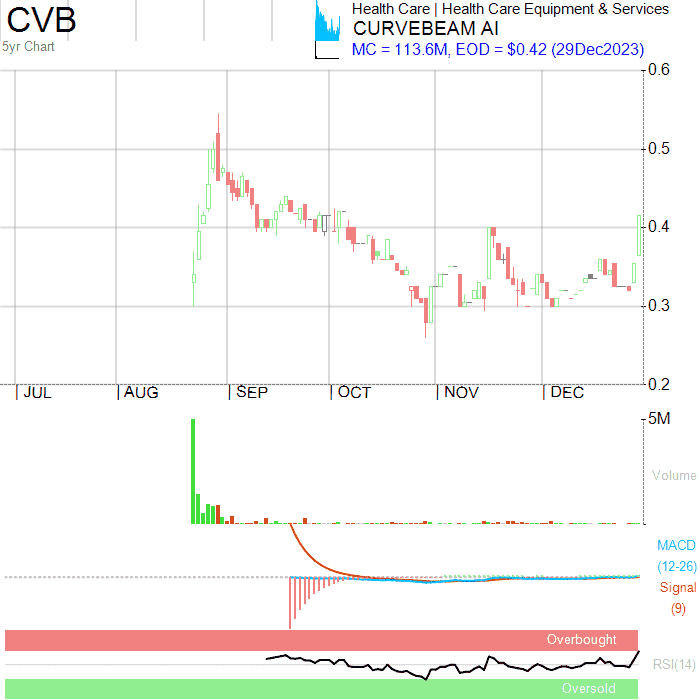 CVB
5yr Chart
Health Care | Health Care Equipment & Services
CURVEBEAM AI
MC = 113.6M, EOD = $0.42 (29Dec2023)
0.6
0.5
0.4
0.3
0.2
| JUL | AUG | SEP | OCT | NOV | DEC
5M
Volume
MACD
(12-26)
Signal
(9)
Overbought
RSI(14)
Oversold